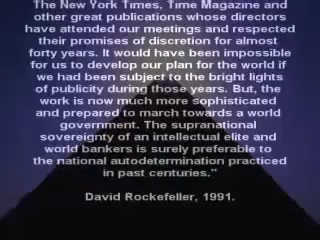 The New York Times, Time Magazine and
other great publications whose directors
have attended our meetings and respected
their promises of discretion for almost
forty years. It would have been impossible
for us to develop our plan for the world if
we had been subject to the bright lights
of publicity during those years. But, the
work is now much more sophisticated
and prepared to march towards a world
government. The supranational
sovereignty of an intellectual elite and
world bankers is surely preferable to
the national autodetermination practiced
in past centuries."
David Rockefeller, 1991.